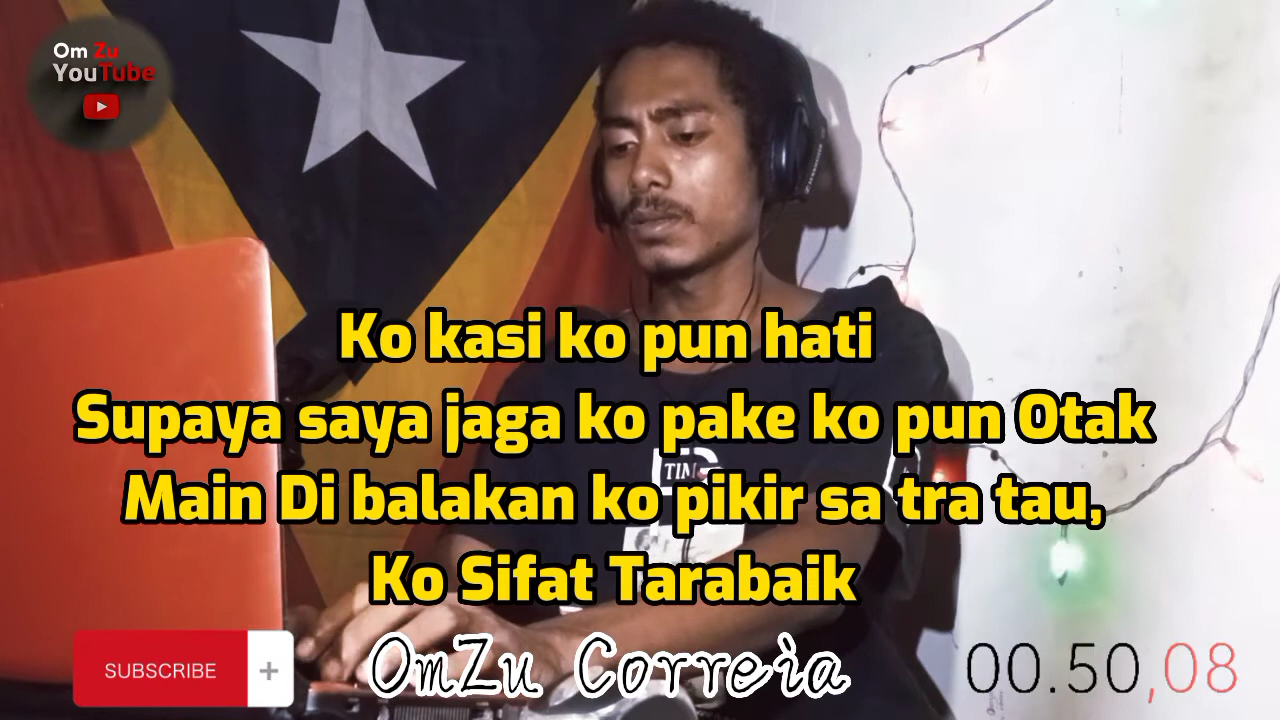 Om Zu
YouTube
Ko kasi ko pun hati
Supaya saya jaga ko pake ko pun Otak
TIM
Main Di balakan ko pikir sa tra tau,
Ko Sifat Tarabaik
SUBSCRIBE +
OmZu Correia
00.50,08